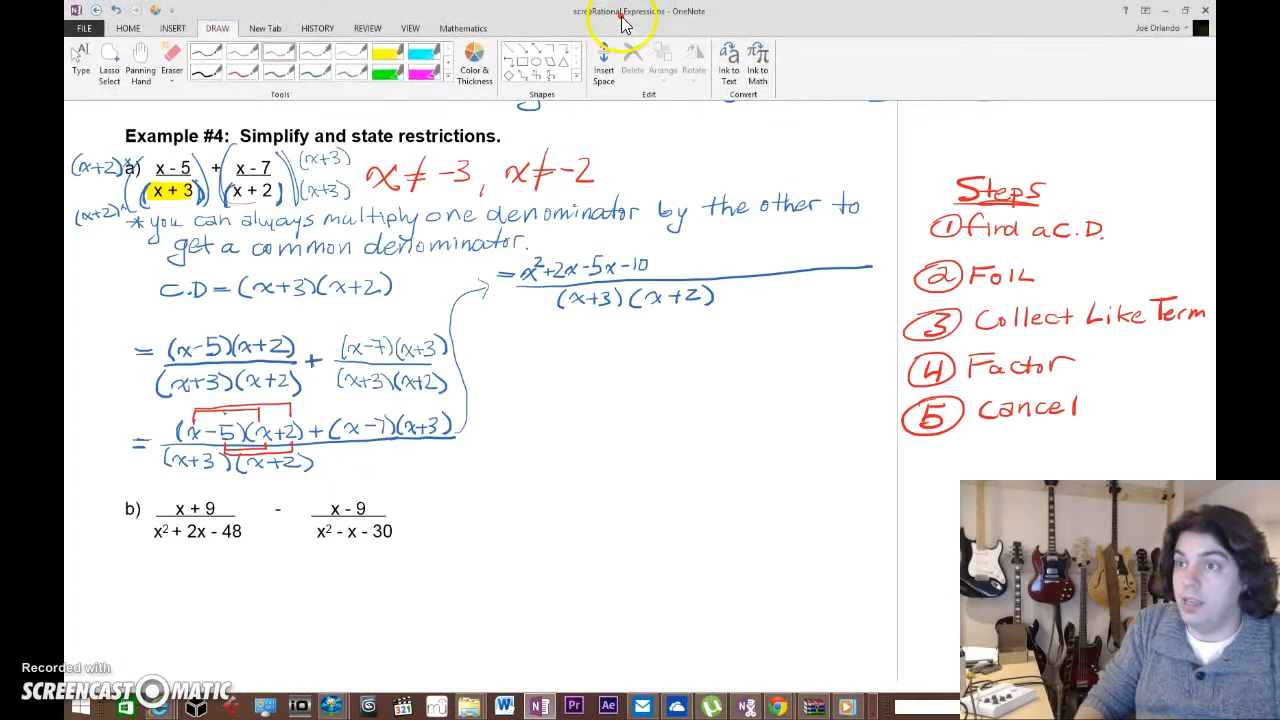 screeRational Expressions - OneNote
FILE HOME INSERT DRAW New Tab HISTORY REVIEW VIEW Mathematics
Joe Orlando
Type Lasso Select Panning Hand Eraser Color & Thickness Insert Space Delete Arrange Rotate Ink to Text Ink to Math
Tools Shapes Edit Convert
Example #4: Simplify and state restrictions.
a) (x+2) x - 5 + x - 7 (x+3) x ≠ -3, x ≠ -2
(x+2) (x + 3) (x + 2) (x+3)
* you can always multiply one denominator by the other to
get a common denominator.
C.D = (x+3)(x+2)
= (x-5)(x+2) + (x-7)(x+3)
(x+3)(x+2) (x+3)(x+2)
= (x-5)(x+2) + (x-7)(x+3)
(x+3)(x+2)
= x²+2x-5x-10
(x+3)(x+2)
b) x + 9 - x - 9
x² + 2x - 48 x² - x - 30
Steps
① find a C.D.
② FOIL
③ Collect Like Term
④ Factor
⑤ Cancel
Recorded with
SCREENCAST MATIC